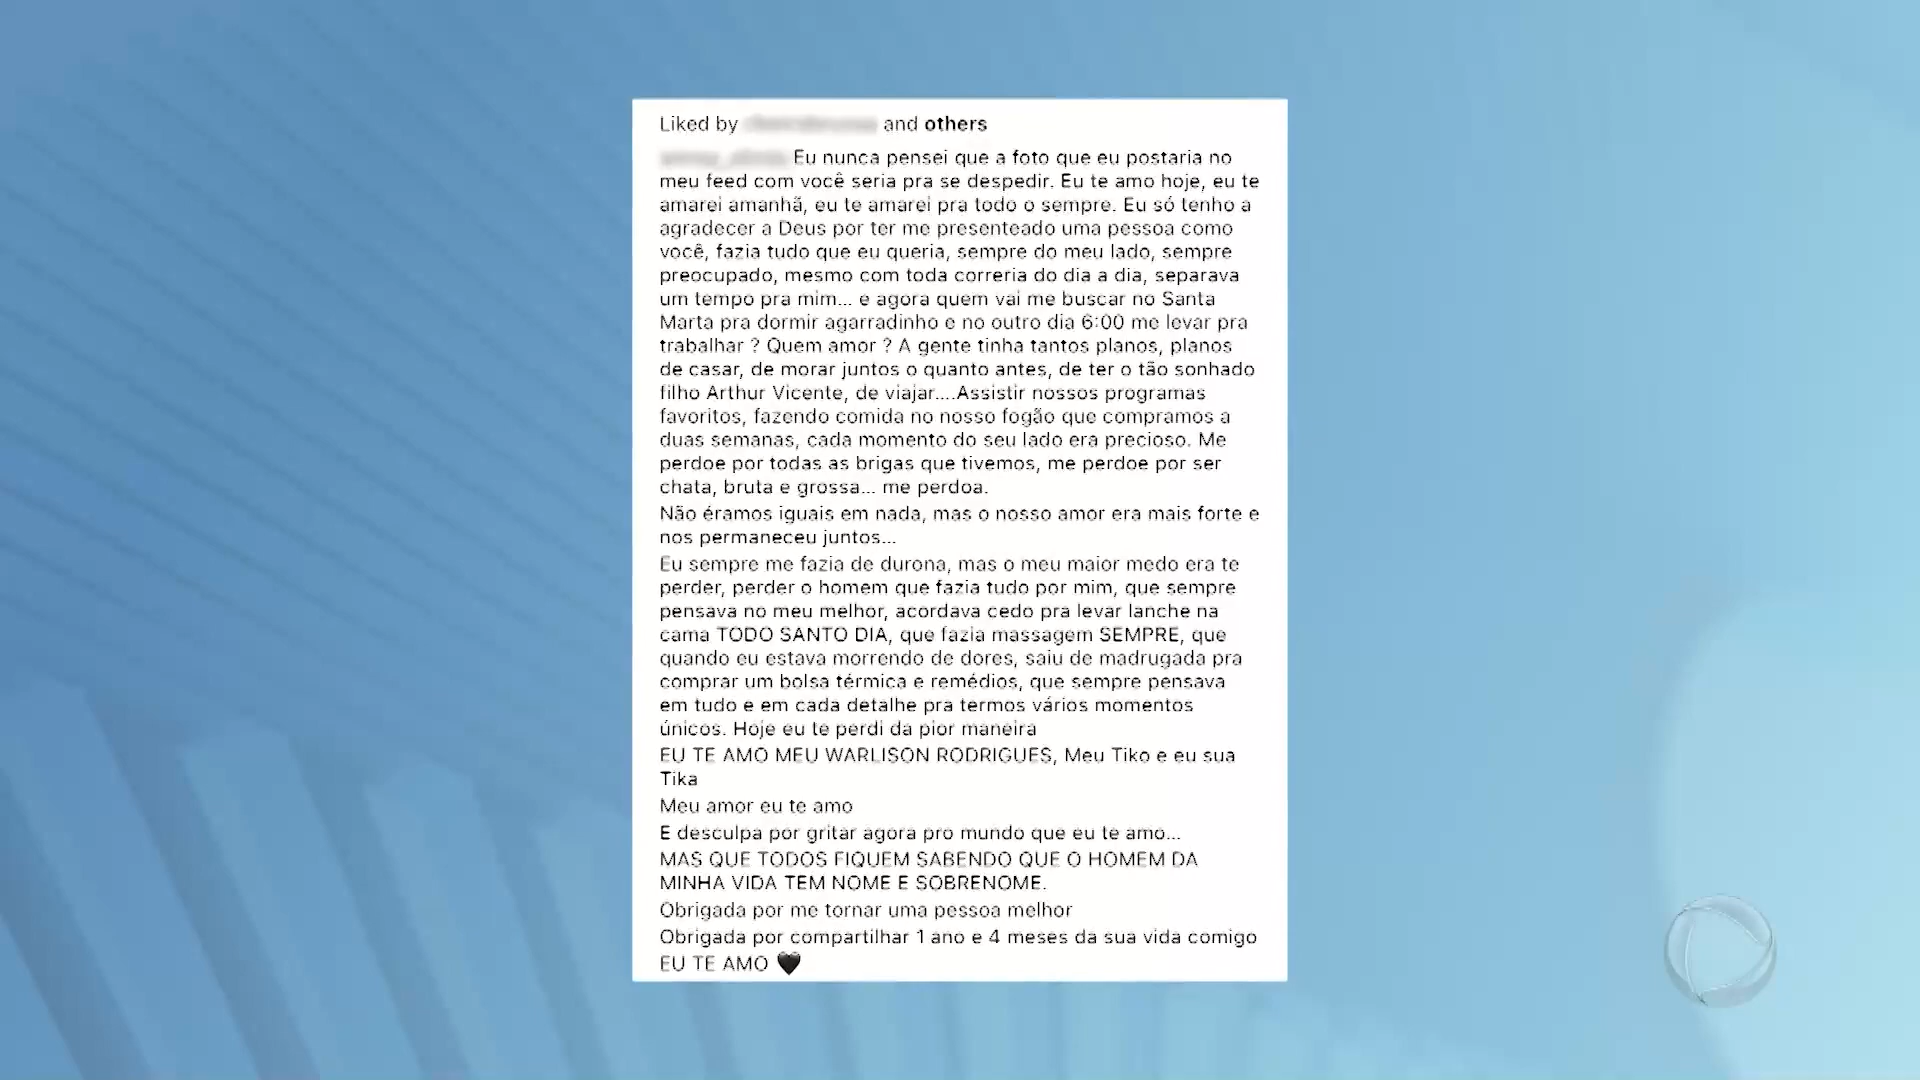 Liked by and others
Eu nunca pensei que a foto que eu postaria no
meu feed com você seria pra se despedir. Eu te amo hoje, eu te
amarei amanhã, eu te amarei pra todo o sempre. Eu só tenho a
agradecer a Deus por ter me presenteado uma pessoa como
você, fazia tudo que eu queria, sempre do meu lado, sempre
preocupado, mesmo com toda correria do dia a dia, separava
um tempo pra mim... e agora quem vai me buscar no Santa
Marta pra dormir agarradinho e no outro dia 6:00 me levar pra
trabalhar ? Quem amor ? A gente tinha tantos planos, planos
de casar, de morar juntos o quanto antes, de ter o tão sonhado
filho Arthur Vicente, de viajar....Assistir nossos programas
favoritos, fazendo comida no nosso fogão que compramos a
duas semanas, cada momento do seu lado era precioso. Me
perdoe por todas as brigas que tivemos, me perdoe por ser
chata, bruta e grossa... me perdoa.
Não éramos iguais em nada, mas o nosso amor era mais forte e
nos permaneceu juntos...
Eu sempre me fazia de durona, mas o meu maior medo era te
perder, perder o homem que fazia tudo por mim, que sempre
pensava no meu melhor, acordava cedo pra levar lanche na
cama TODO SANTO DIA, que fazia massagem SEMPRE, que
quando eu estava morrendo de dores, saiu de madrugada pra
comprar um bolsa térmica e remédios, que sempre pensava
em tudo e em cada detalhe pra termos vários momentos
únicos. Hoje eu te perdi da pior maneira
EU TE AMO MEU WARLISON RODRIGUES, Meu Tiko e eu sua
Tika
Meu amor eu te amo
E desculpa por gritar agora pro mundo que eu te amo...
MAS QUE TODOS FIQUEM SABENDO QUE O HOMEM DA
MINHA VIDA TEM NOME E SOBRENOME.
Obrigada por me tornar uma pessoa melhor
Obrigada por compartilhar 1 ano e 4 meses da sua vida comigo
EU TE AMO 🖤